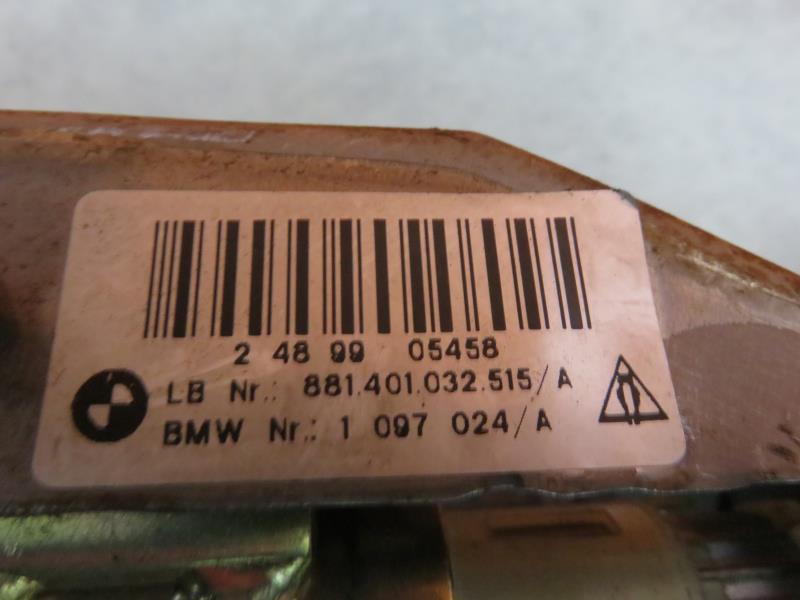 2 48 99 05458
LB Nr.: 881.401.032.515/A
BMW Nr.: 1 097 024/A